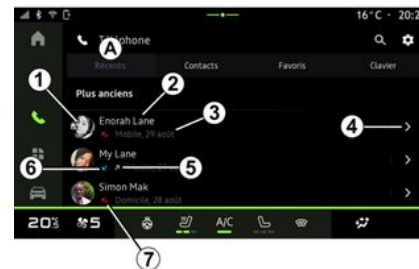 16°C · 20:2
Téléphone
A
Récents Contacts Favoris Clavier
Plus anciens
1 2 3 4
Enorah Lane
Mobile, 29 août
My Lane
6 5
Simon Mak
Domicile, 28 août
20 5 A/C
7